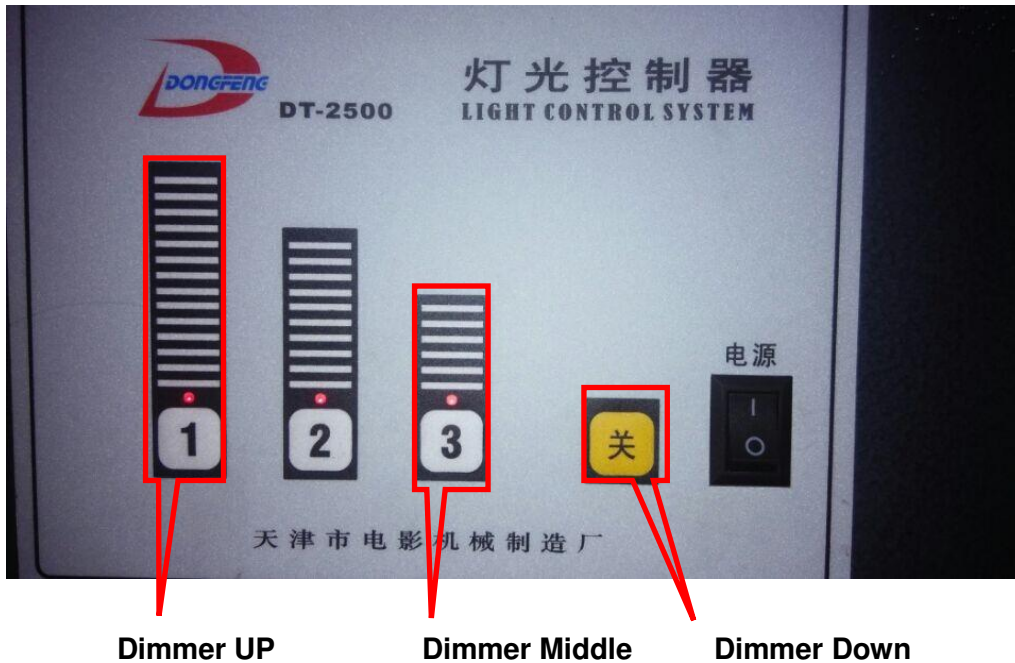 DONGFENG
DT-2500
灯光控制器
LIGHT CONTROL SYSTEM
电源
1
2
3
关
天津市电影机械制造厂
Dimmer UP
Dimmer Middle
Dimmer Down